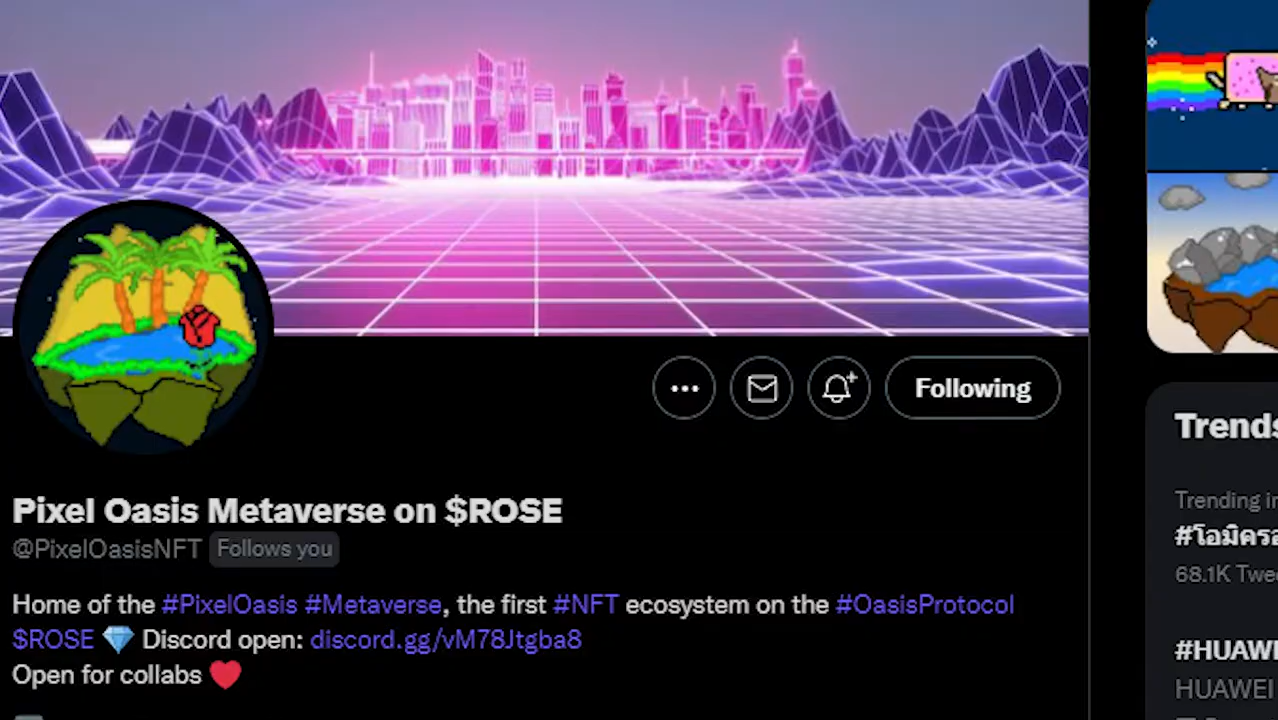 Following
Pixel Oasis Metaverse on $ROSE
@PixelOasisNFT Follows you
Home of the #PixelOasis #Metaverse, the first #NFT ecosystem on the #OasisProtocol
$ROSE 💎 Discord open: discord.gg/vM78Jtgba8
Open for collabs ❤️
Trends
Trending in
68.1K Twee
#HUAWEI
HUAWEI